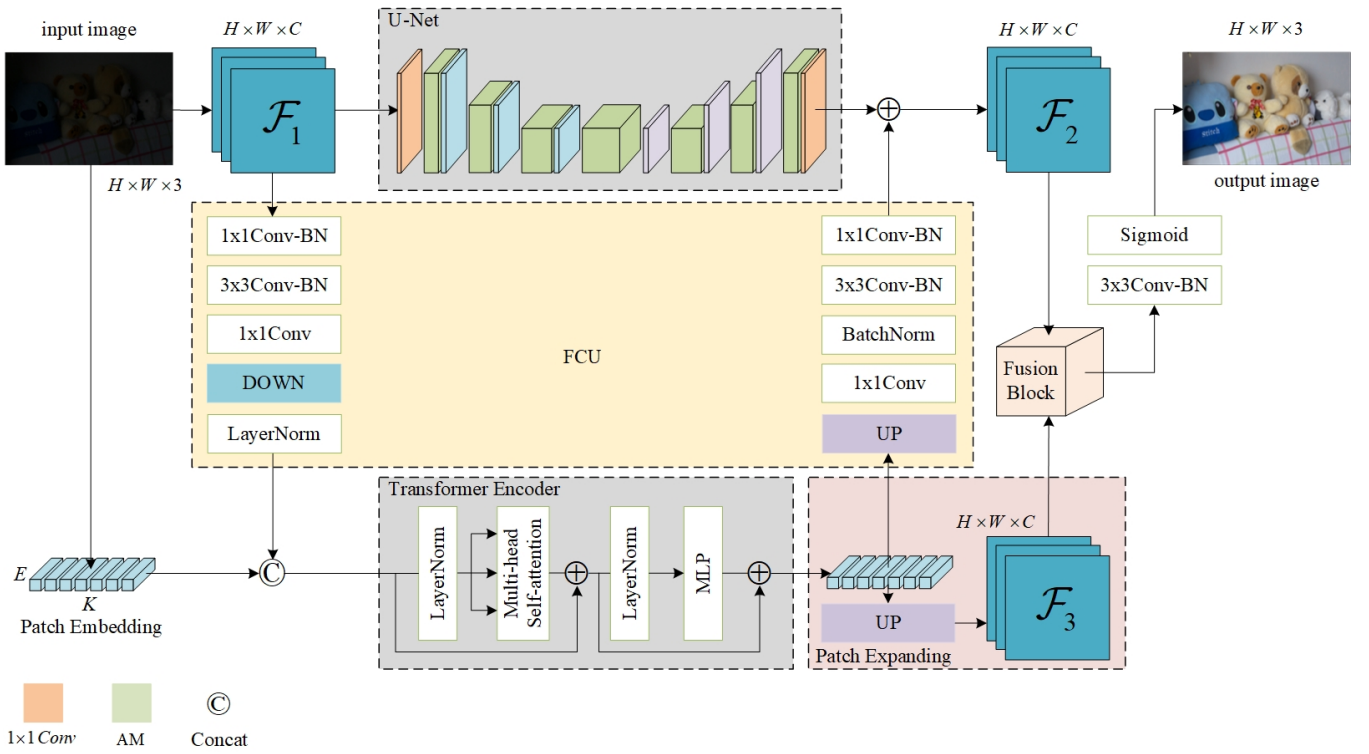 U-Net
input image
H×W×C
H×W×C
H×W×3
ℱ1
ℱ2
stitch
H×W×3
output image
1x1Conv-BN
1x1Conv-BN
Sigmoid
3x3Conv-BN
3x3Conv-BN
3x3Conv-BN
1x1Conv
BatchNorm
FCU
Fusion
Block
DOWN
1x1Conv
LayerNorm
UP
Transformer Encoder
H×W×C
LayerNorm
Multi-head
Self-attention
LayerNorm
MLP
E
K
C
Patch Embedding
UP
ℱ3
Patch Expanding
C
1×1Conv
AM
Concat